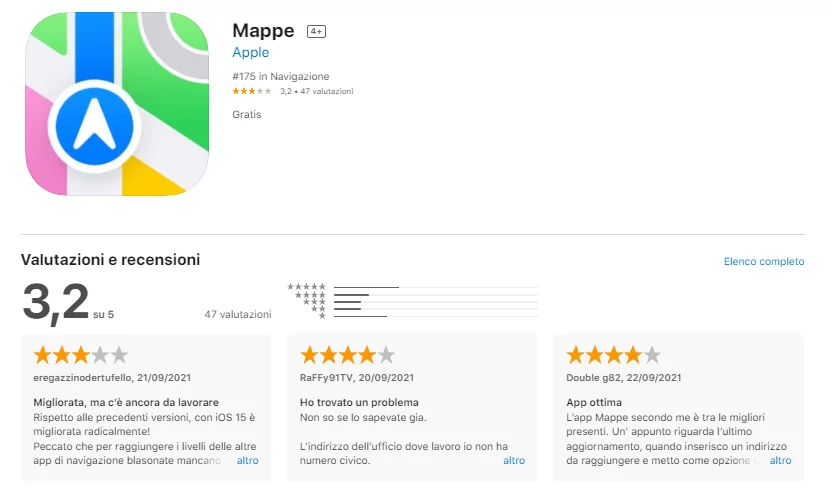 Mappe 4+
Apple
#175 in Navigazione
3,2 • 47 valutazioni
Gratis
Valutazioni e recensioni
Elenco completo
3,2 su 5
47 valutazioni
eregazzinodertufello, 21/09/2021
Migliorata, ma c’è ancora da lavorare
Rispetto alle precedenti versioni, con iOS 15 è
migliorata radicalmente!
Peccato che per raggiungere i livelli delle altre
app di navigazione blasonate mancano altro
RaFFy91TV, 20/09/2021
Ho trovato un problema
Non so se lo sapevate gia.
L’indirizzo dell’ufficio dove lavoro io non ha
numero civico. altro
Double g82, 22/09/2021
App ottima
L’app Mappe secondo me è tra le migliori
presenti. Un’ appunto riguarda l’ultimo
aggiornamento, quando inserisco un indirizzo
da raggiungere e metto come opzione altro